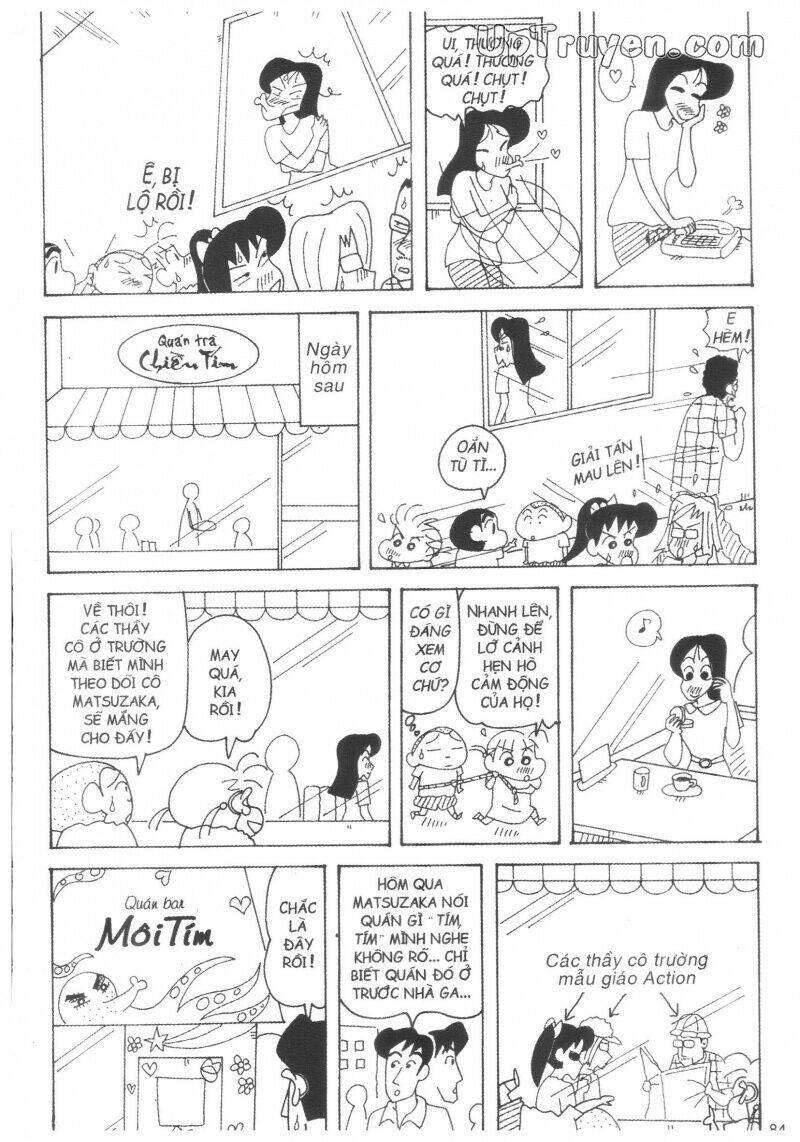 UpTruyen.com
UI, THƯƠNG
QUÁ! THƯƠNG
QUÁ! CHỤT!
CHỤT!
Ê, BỊ
LỘ RỒI!
E
HÈM!
OẲN
TÙ TÌ...
GIẢI TÁN
MAU LÊN!
Ngày
hôm
sau
Quán trà
Chiều Tím
NHANH LÊN,
ĐỪNG ĐỂ
LỠ CẢNH
HẸN HÒ
CẢM ĐỘNG
CỦA HỌ!
CÓ GÌ
ĐÁNG
XEM
CƠ
CHỨ?
MAY
QUÁ,
KIA
RỒI!
VỀ THÔI!
CÁC THẦY
CÔ Ở TRƯỜNG
MÀ BIẾT MÌNH
THEO DÕI CÔ
MATSUZAKA,
SẼ MẮNG
CHO ĐẤY!
Các thầy cô trường
mẫu giáo Action
HÔM QUA
MATSUZAKA NÓI
QUÁN GÌ "TÍM,
TÍM" MÌNH NGHE
KHÔNG RÕ... CHỈ
BIẾT QUÁN ĐÓ Ở
TRƯỚC NHÀ GA...
CHẮC
LÀ
ĐÂY
RỒI!
Quán bar
Môi Tím
84